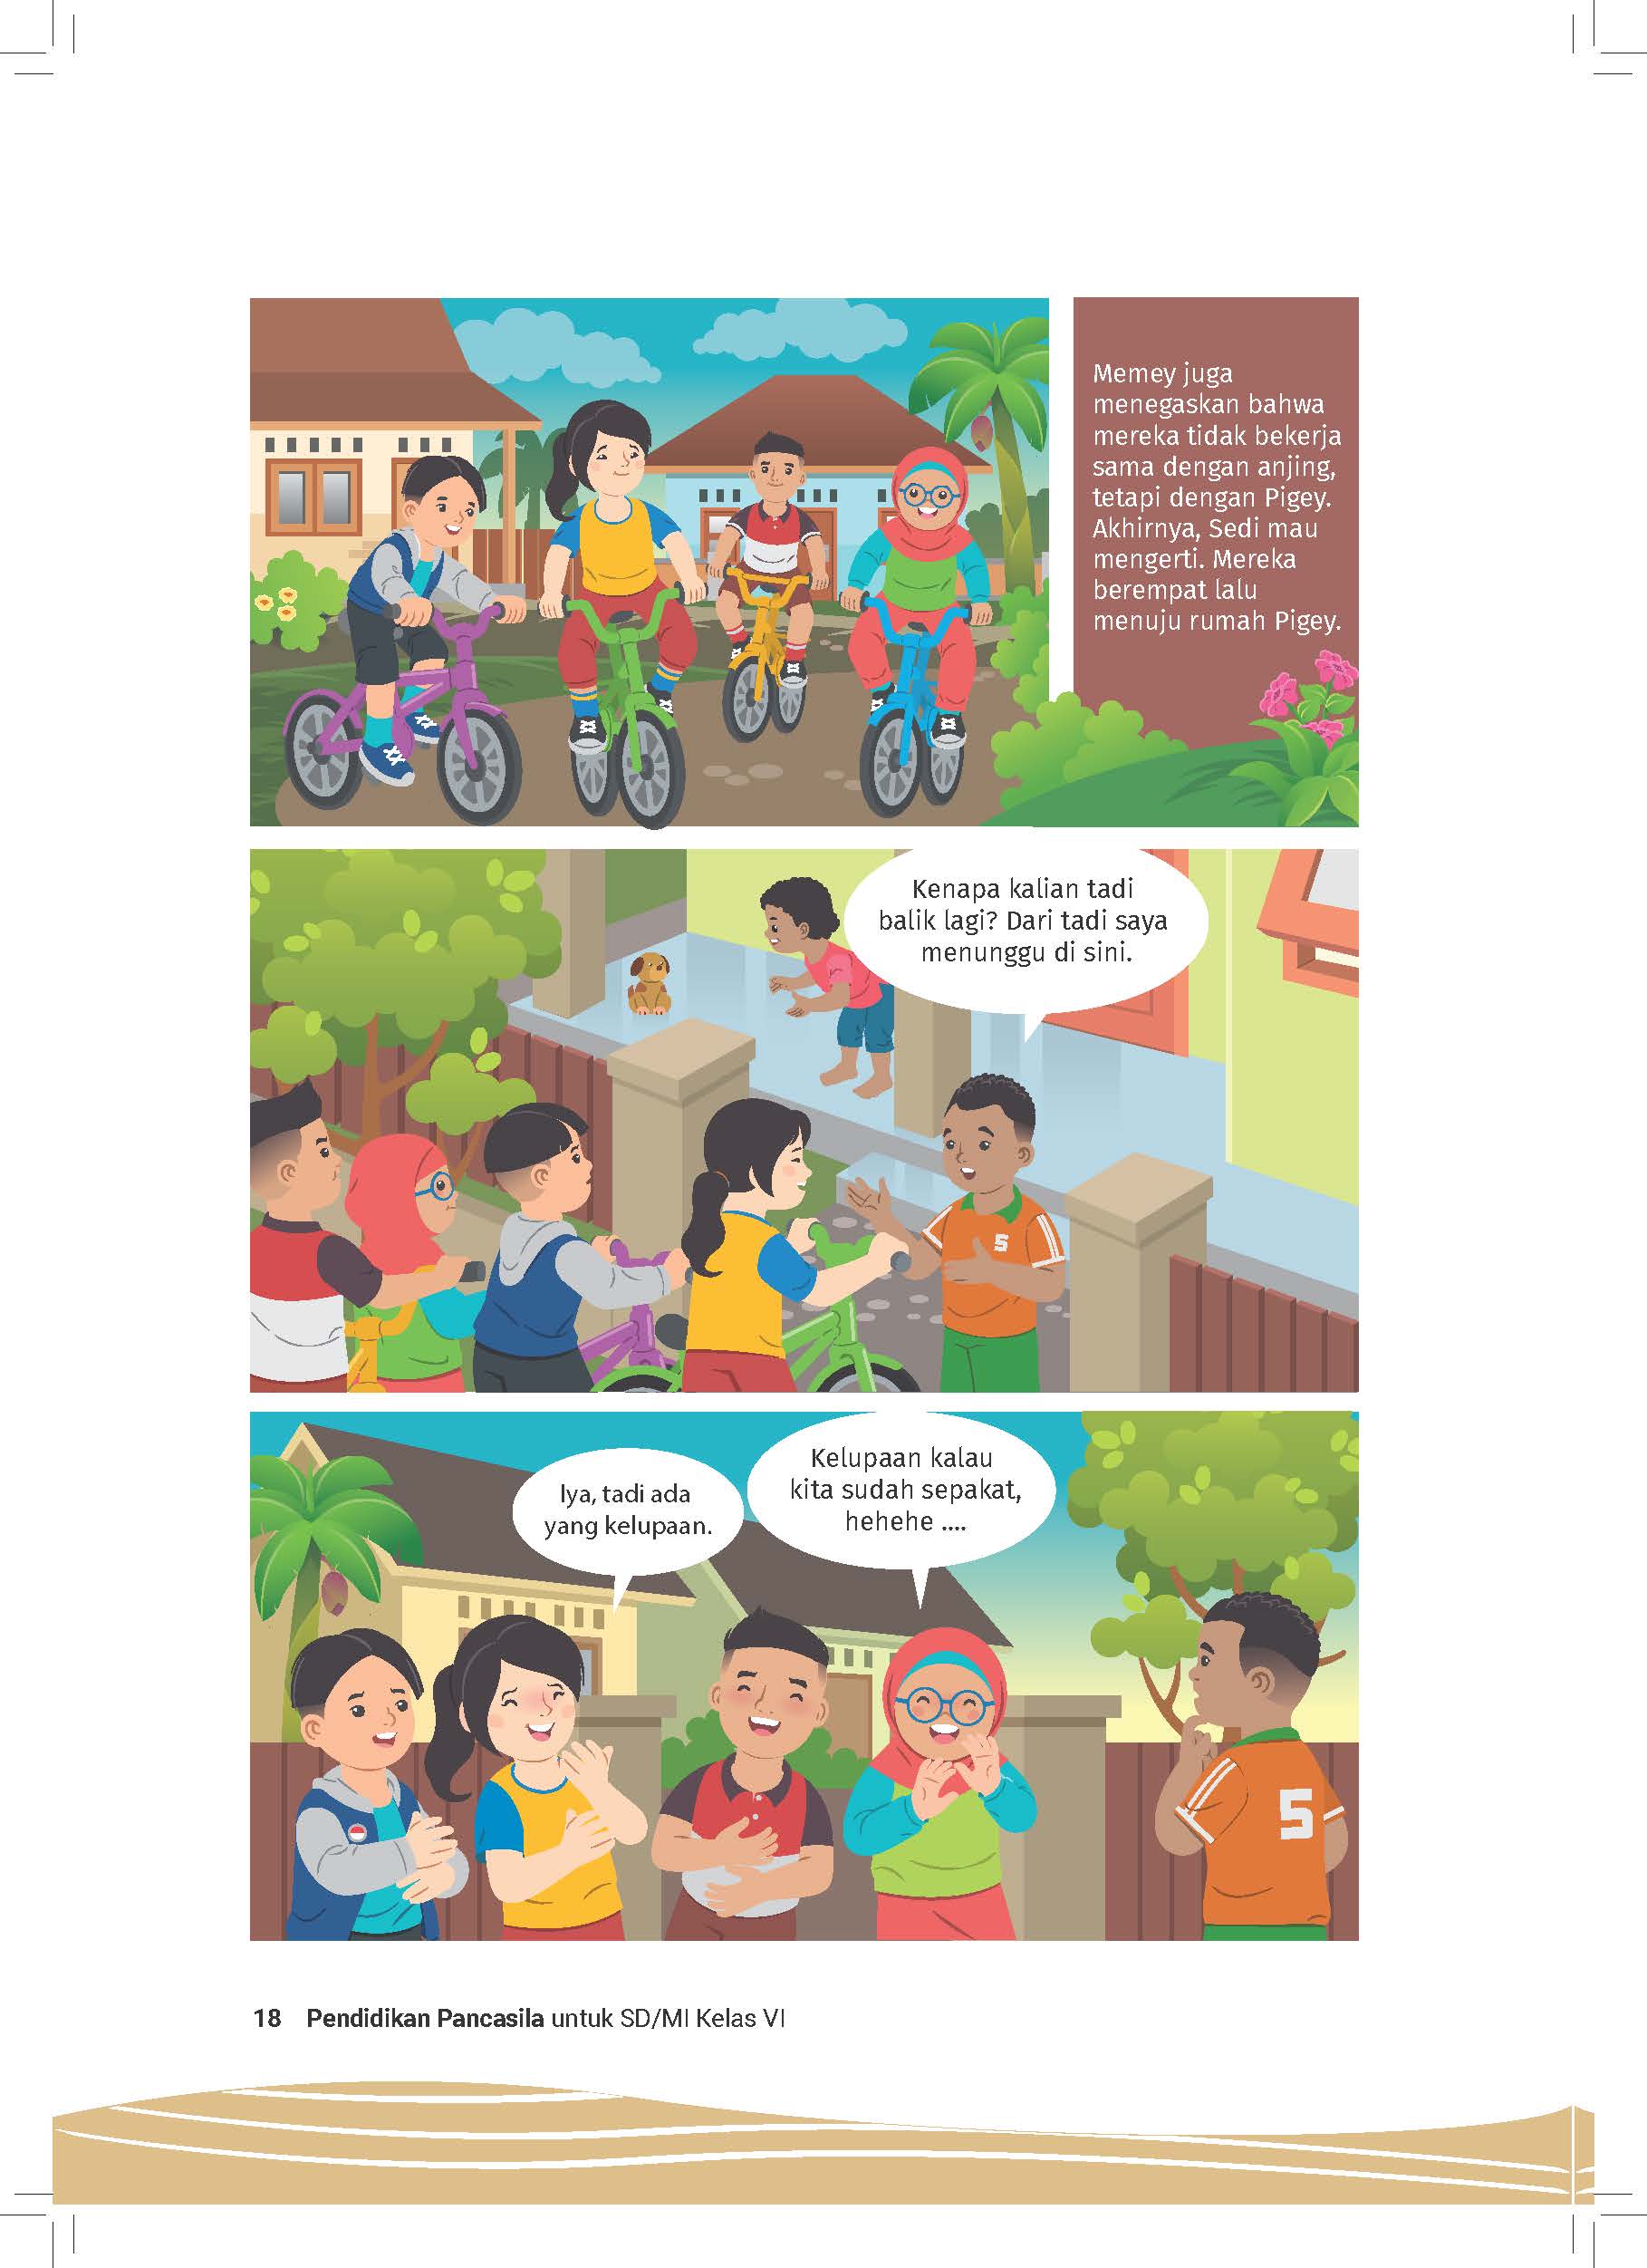 Memey juga
menegaskan bahwa
mereka tidak bekerja
sama dengan anjing,
tetapi dengan Pigey.
Akhirnya, Sedi mau
mengerti. Mereka
berempat lalu
menuju rumah Pigey.
Kenapa kalian tadi
balik lagi? Dari tadi saya
menunggu di sini.
5
Iya, tadi ada
yang kelupaan.
Kelupaan kalau
kita sudah sepakat,
hehehe ....
5
18 Pendidikan Pancasila untuk SD/MI Kelas VI